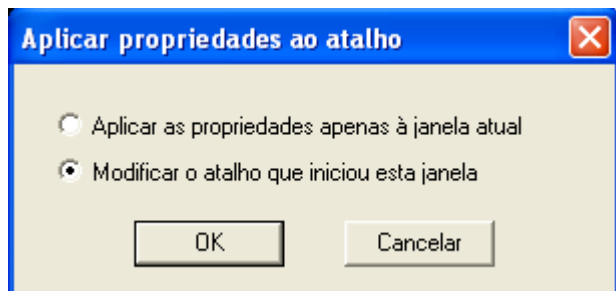 Aplicar propriedades ao atalho
Aplicar as propriedades apenas à janela atual
Modificar o atalho que iniciou esta janela
OK
Cancelar